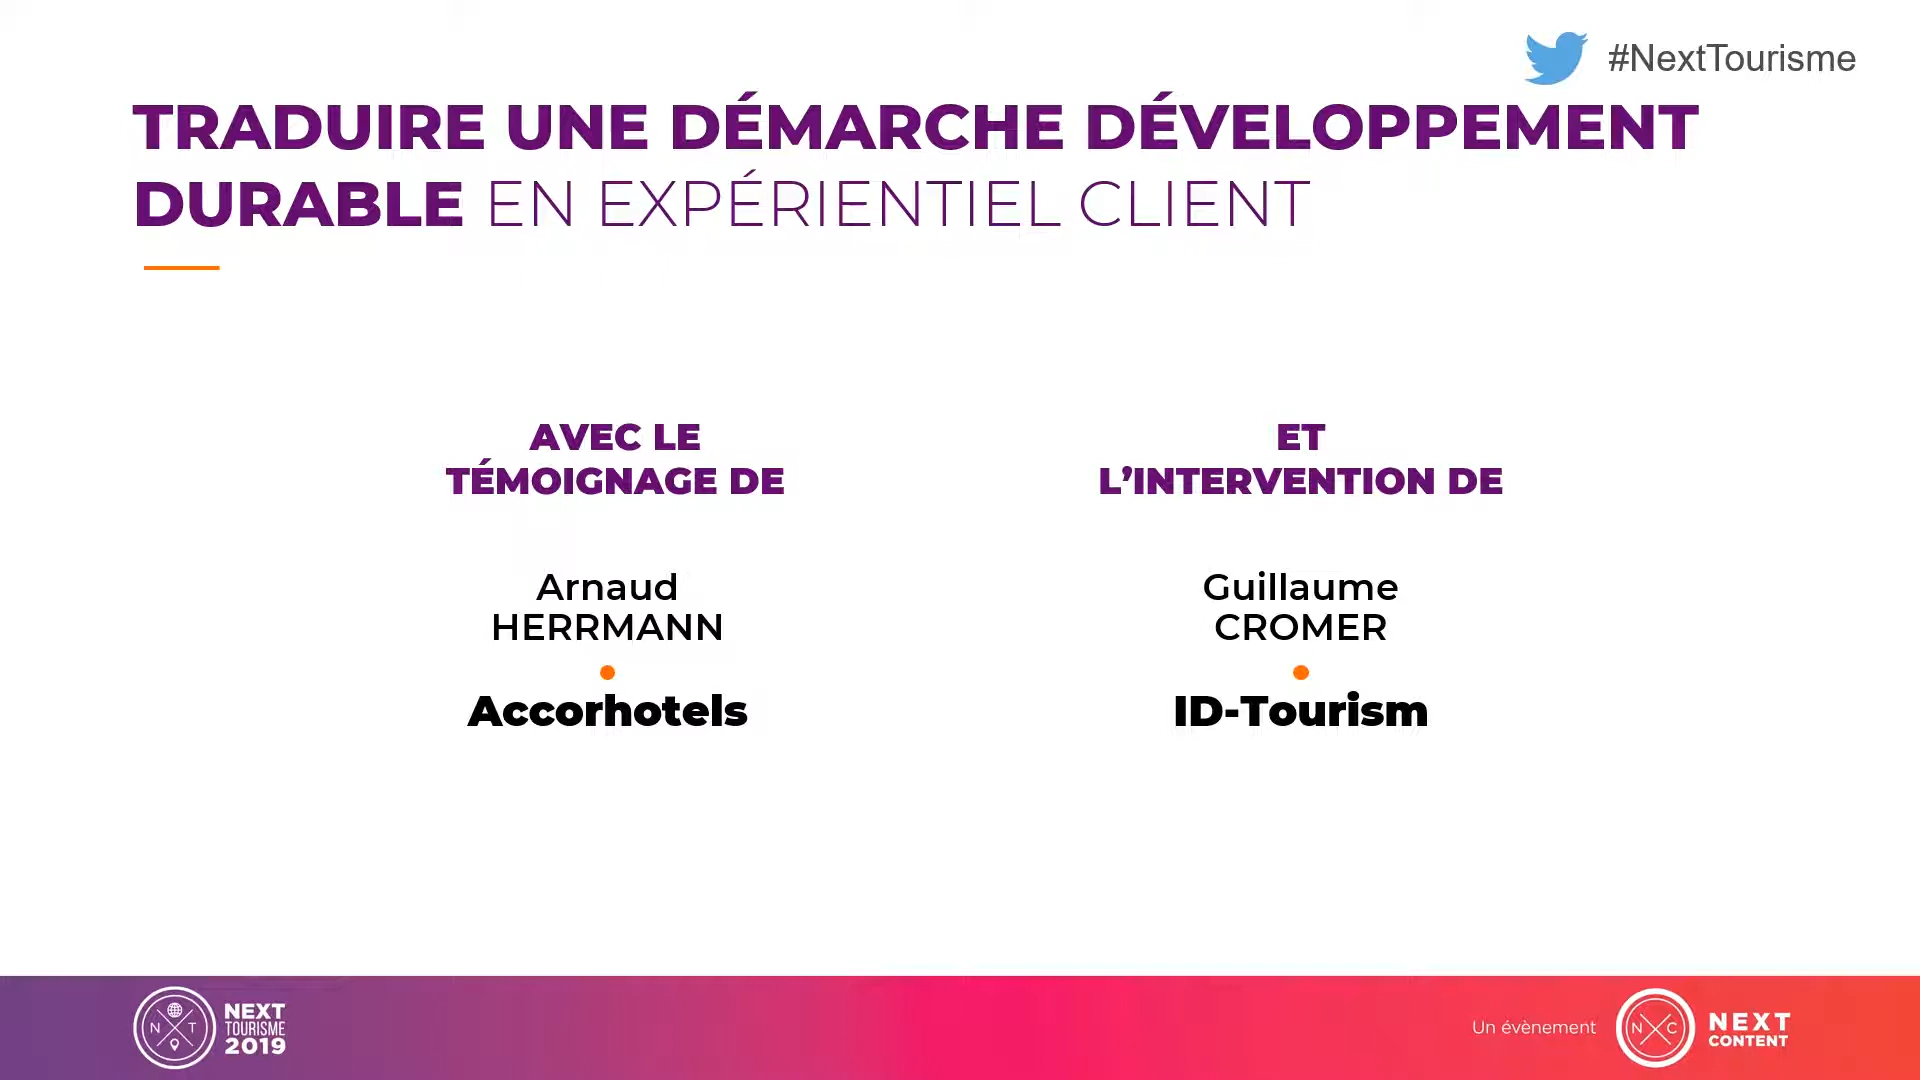 #NextTourisme
TRADUIRE UNE DÉMARCHE DÉVELOPPEMENT
DURABLE EN EXPÉRIENTIEL CLIENT
AVEC LE
TÉMOIGNAGE DE
Arnaud
HERRMANN
Accorhotels
ET
L’INTERVENTION DE
Guillaume
CROMER
ID-Tourism
N T
NEXT
TOURISME
2019
Un évènement
N C
NEXT
CONTENT